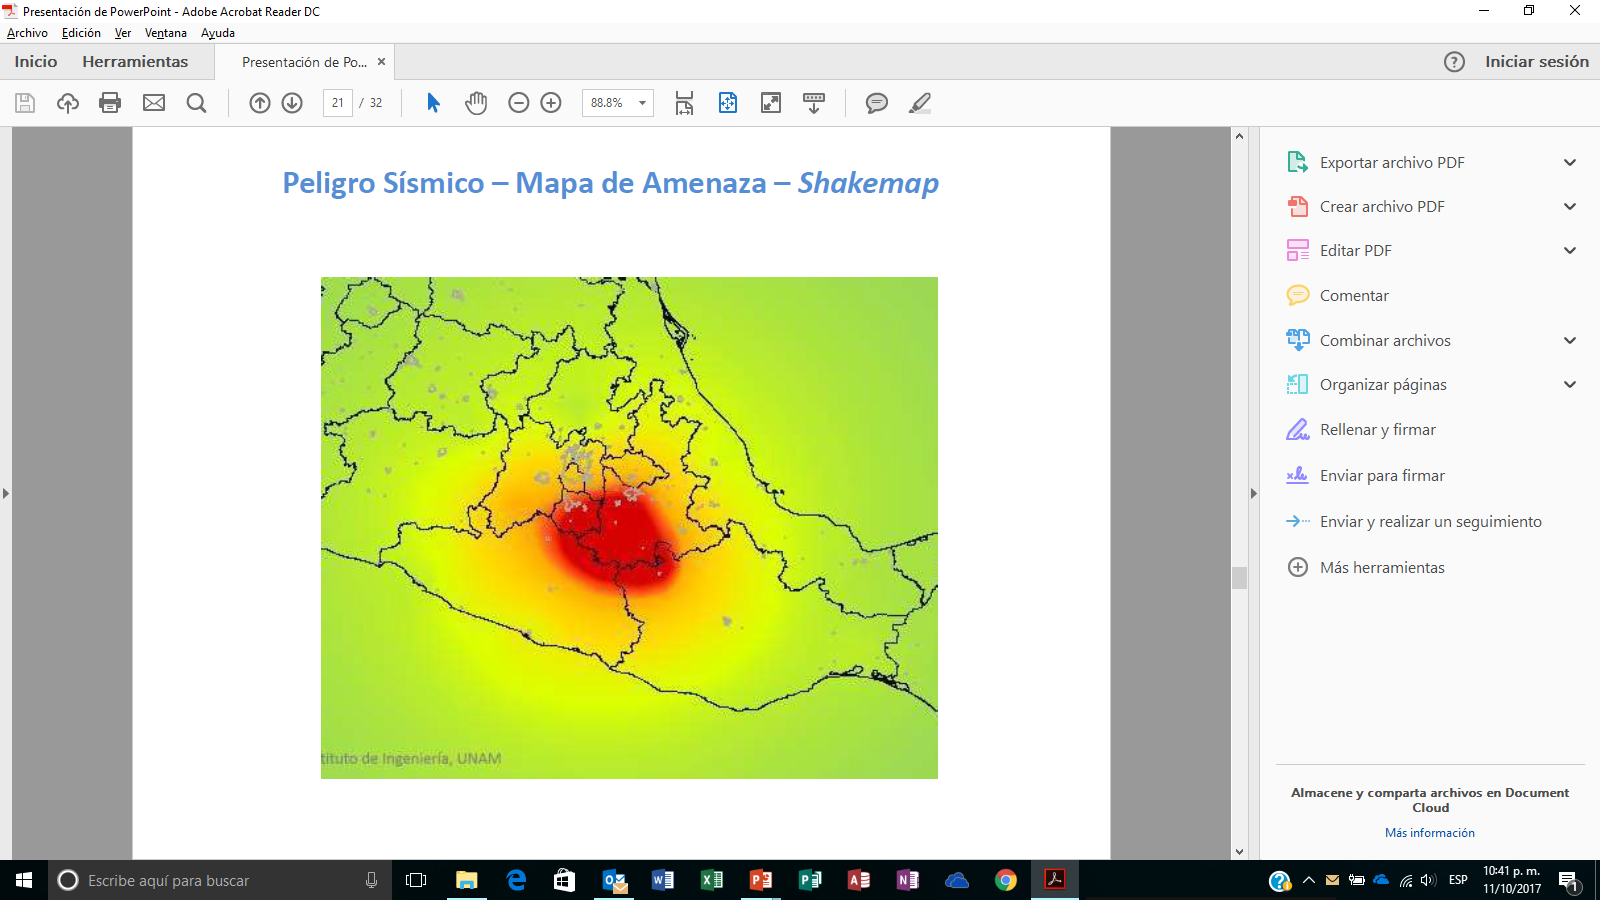 Presentación de PowerPoint - Adobe Acrobat Reader DC
Archivo Edición Ver Ventana Ayuda
Inicio Herramientas Presentación de Po... × ? Iniciar sesión
21 / 32 88.8%
Peligro Sísmico – Mapa de Amenaza – Shakemap
tituto de Ingeniería, UNAM
Exportar archivo PDF
Crear archivo PDF
Editar PDF
Comentar
Combinar archivos
Organizar páginas
Rellenar y firmar
Enviar para firmar
Enviar y realizar un seguimiento
Más herramientas
Almacene y comparta archivos en Document
Cloud
Más información
Escribe aquí para buscar
ESP
10:41 p. m.
11/10/2017
1